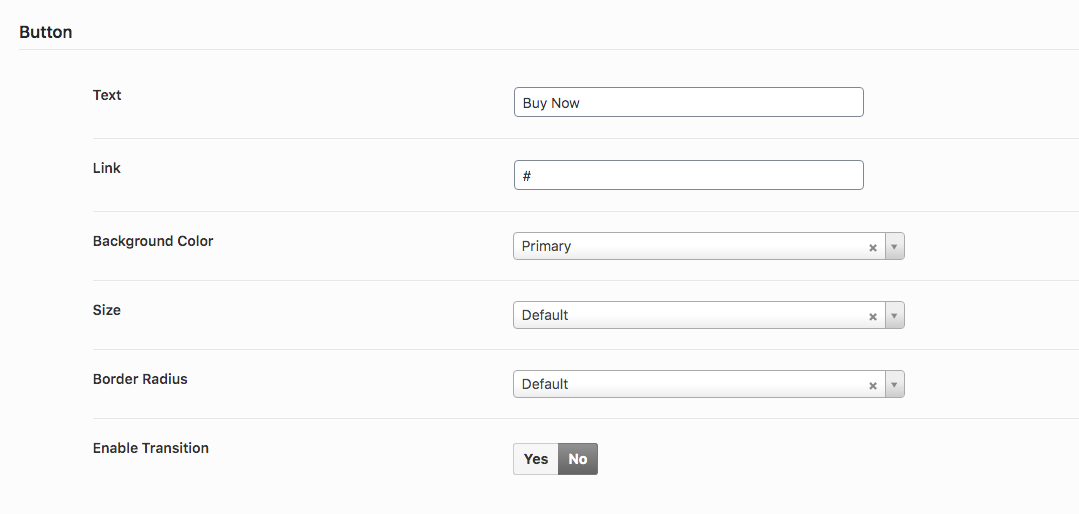 Button
Text
Buy Now
Link
#
Background Color
Primary
Size
Default
Border Radius
Default
Enable Transition
Yes No